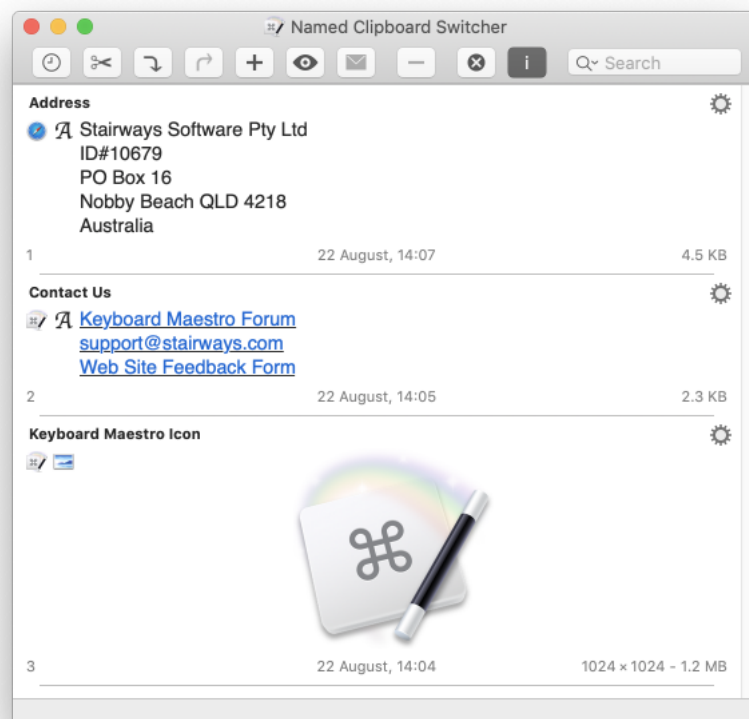 Named Clipboard Switcher
Search
Address
Stairways Software Pty Ltd
ID#10679
PO Box 16
Nobby Beach QLD 4218
Australia
1 22 August, 14:07 4.5 KB
Contact Us
Keyboard Maestro Forum
support@stairways.com
Web Site Feedback Form
2 22 August, 14:05 2.3 KB
Keyboard Maestro Icon
3 22 August, 14:04 1024 × 1024 - 1.2 MB